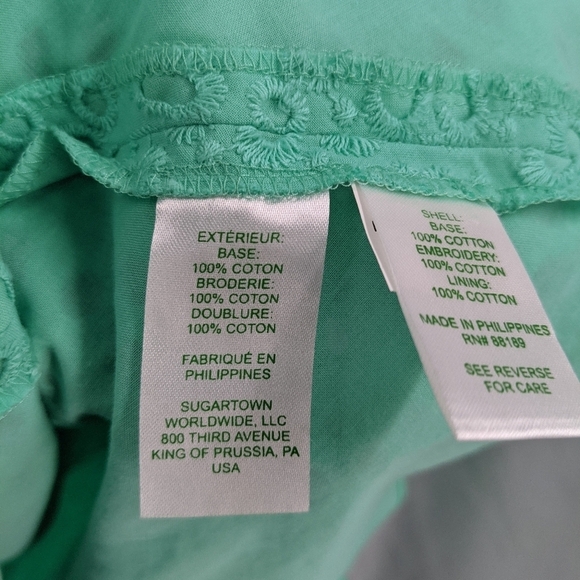 EXTÉRIEUR:
BASE:
100% COTON
BRODERIE:
100% COTON
DOUBLURE:
100% COTON
FABRIQUÉ EN
PHILIPPINES
SUGARTOWN
WORLDWIDE, LLC
800 THIRD AVENUE
KING OF PRUSSIA, PA
USA
SHELL:
BASE:
100% COTTON
EMBROIDERY:
100% COTTON
LINING:
100% COTTON
MADE IN PHILIPPINES
RN# 88189
SEE REVERSE
FOR CARE